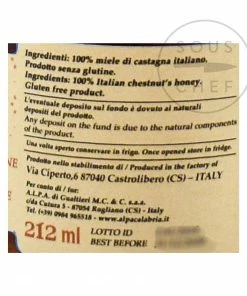 SOUS
CHEF
Ingredienti: 100% miele di castagna italiano.
Prodotto senza glutine.
Ingredients: 100% Italian chestnut's honey.
Gluten free product.
L'eventuale deposito sul fondo è dovuto ai naturali
depositi del prodotto.
Any deposit on the fund is due to the natural components
of the product.
Una volta aperto conservare in frigo. Once opened store in fridge.
Prodotto nello stabilimento di / Produced in the factory of
Via Ciperto,6 87040 Castrolibero (CS) – ITALY
Per conto di / for:
A.L.P.A. di Gualtieri M. & C. s.a.s.
c/da Cutura 5 - 87054 Rogliano (CS) - Italy
Tel. (+39) 0984 965518 - www.alpacalabria.it
212 ml
LOTTO ID
BEST BEFORE